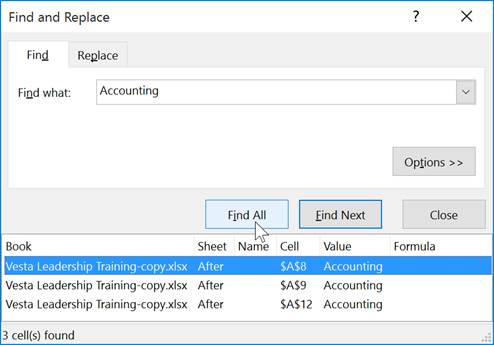 Find and Replace ? ×
Find Replace
Find what: Accounting
Options >>
Find All Find Next Close
Book Sheet Name Cell Value Formula
Vesta Leadership Training-copy.xlsx After $A$8 Accounting
Vesta Leadership Training-copy.xlsx After $A$9 Accounting
Vesta Leadership Training-copy.xlsx After $A$12 Accounting
3 cell(s) found